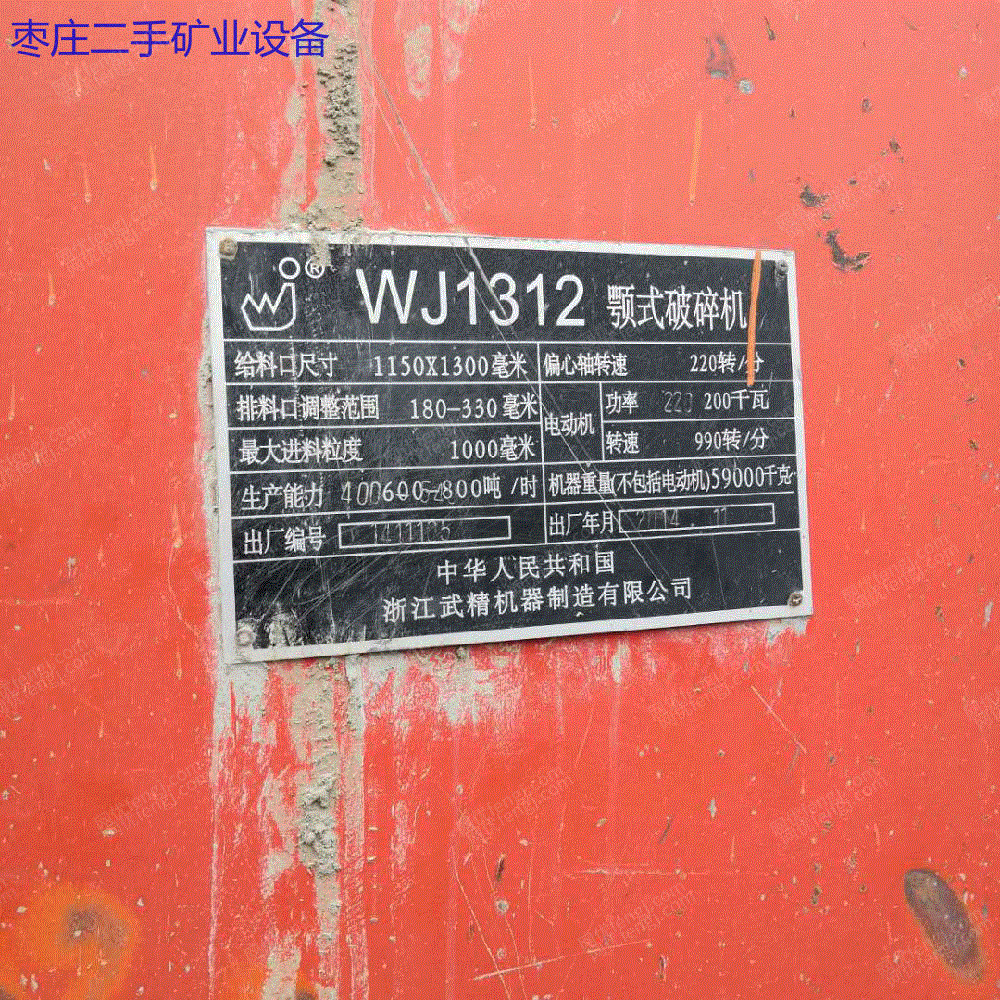 枣庄二手矿业设备
® WJ1312 颚式破碎机
给料口尺寸 1150X1300毫米 偏心轴转速 220转/分
排料口调整范围 180-330毫米 电动机 功率 220 200千瓦
最大进料粒度 1000毫米 转速 990转/分
生产能力 600-800吨/时 机器重量(不包括电动机)59000千克
出厂编号 1411135 出厂年月 2014.11
中华人民共和国
浙江武精机器制造有限公司